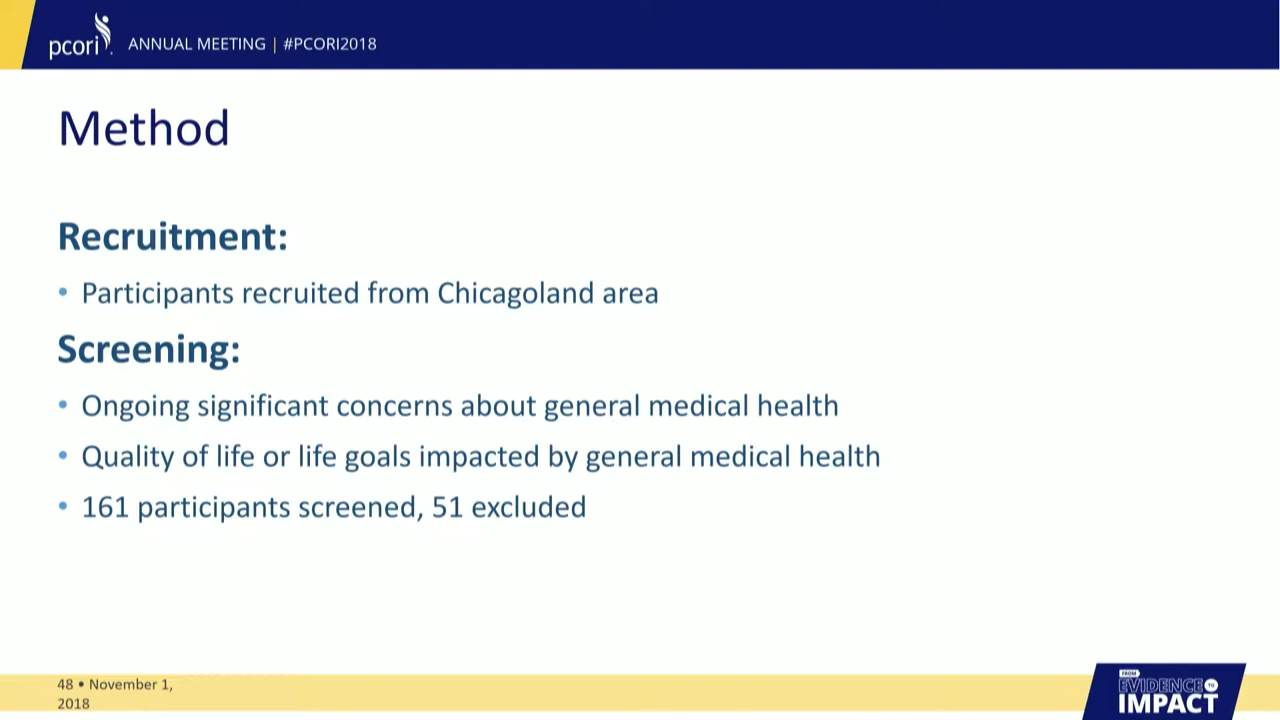 pcori
ANNUAL MEETING | #PCORI2018
Method
Recruitment:
• Participants recruited from Chicagoland area
Screening:
• Ongoing significant concerns about general medical health
• Quality of life or life goals impacted by general medical health
• 161 participants screened, 51 excluded
48 • November 1,
2018
FROM
EVIDENCE TO
IMPACT